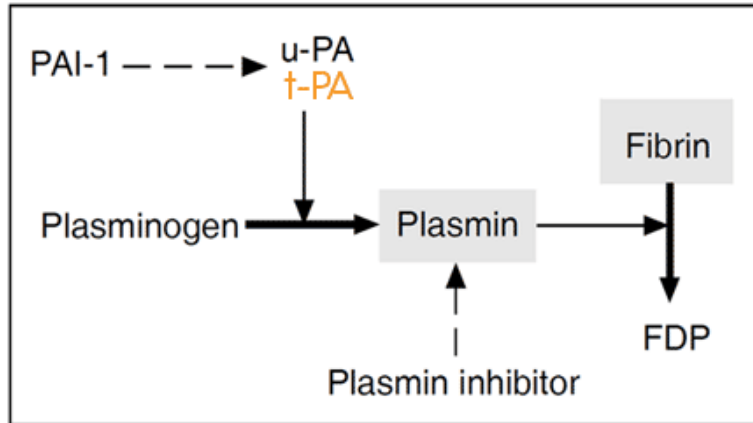 PAI-1
u-PA
t-PA
Fibrin
Plasminogen
Plasmin
FDP
Plasmin inhibitor